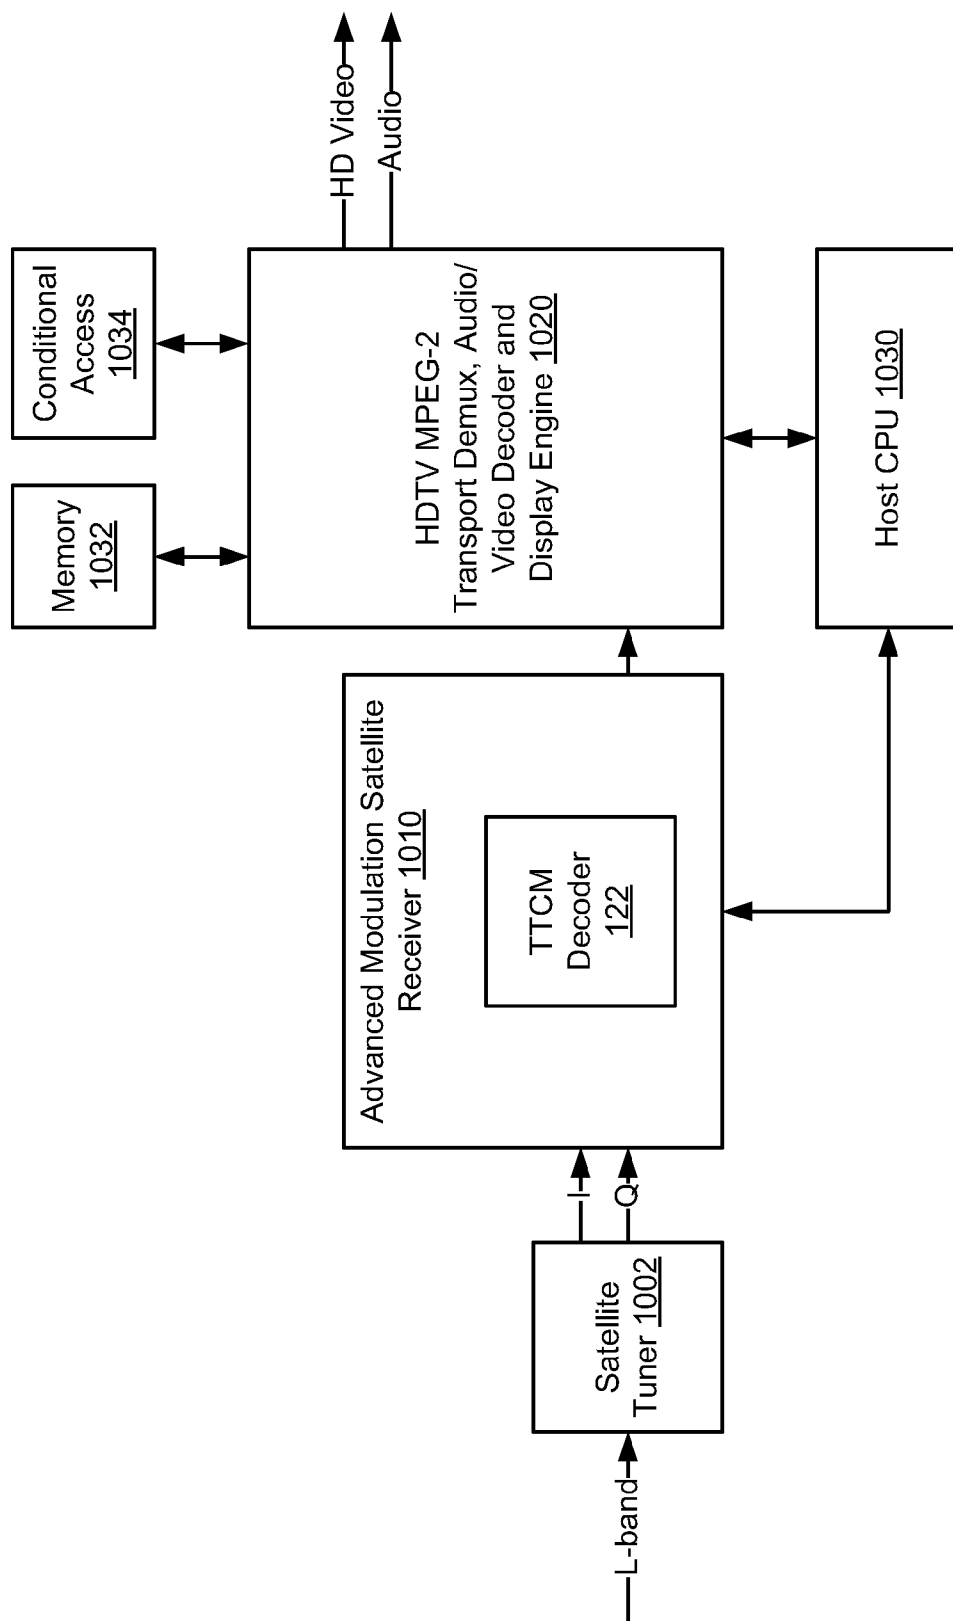 L-band
Satellite
Tuner 1002
I
Q
Advanced Modulation Satellite
Receiver 1010
TTCM
Decoder
122
Memory
1032
Conditional
Access
1034
HDTV MPEG-2
Transport Demux, Audio/
Video Decoder and
Display Engine 1020
Host CPU 1030
HD Video
Audio